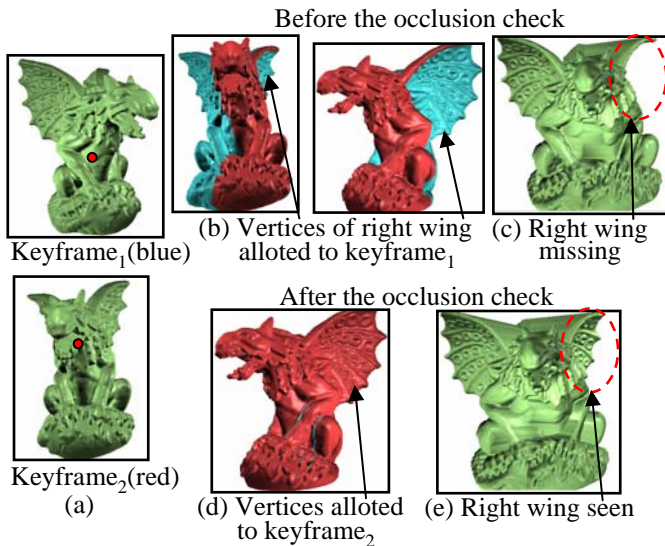 Before the occlusion check
Keyframe1(blue)
(b) Vertices of right wing
alloted to keyframe1
(c) Right wing
missing
After the occlusion check
Keyframe2(red)
(a)
(d) Vertices alloted
to keyframe2
(e) Right wing seen